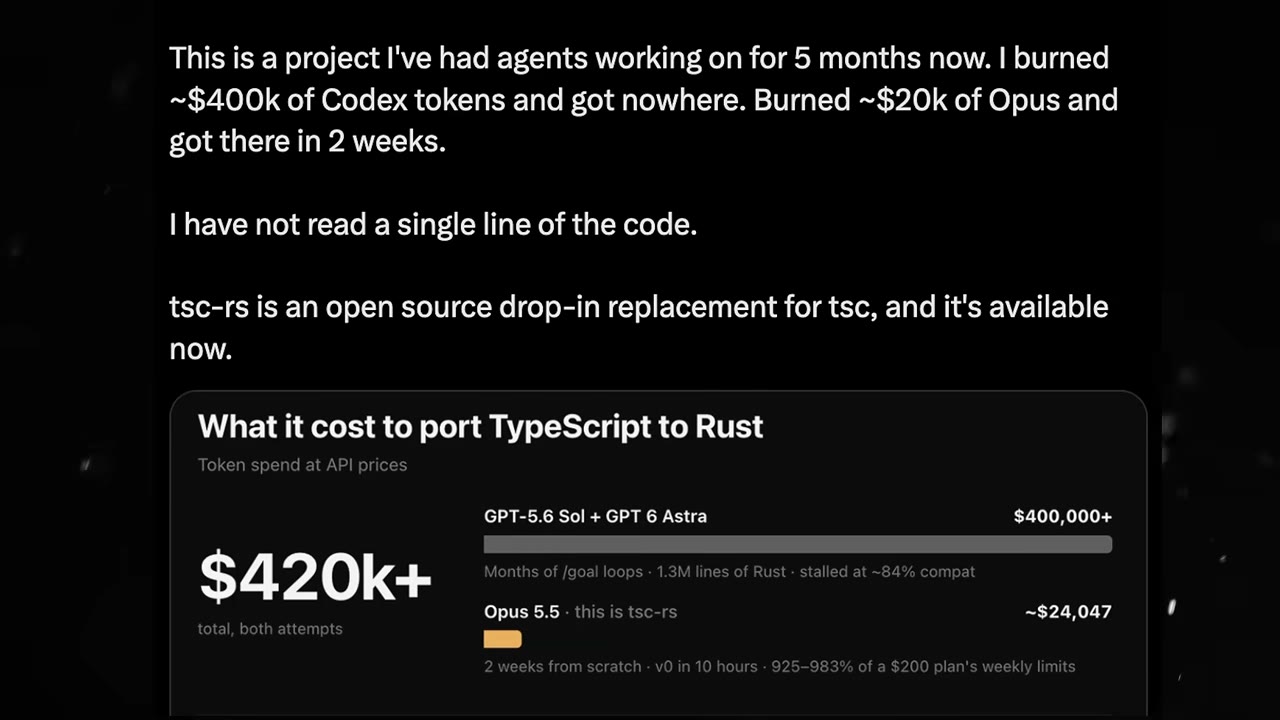 This is a project I've had agents working on for 5 months now. I burned
~$400k of Codex tokens and got nowhere. Burned ~$20k of Opus and
got there in 2 weeks.
I have not read a single line of the code.
tsc-rs is an open source drop-in replacement for tsc, and it's available
now.
What it cost to port TypeScript to Rust
Token spend at API prices
$420k+
total, both attempts
GPT-5.6 Sol + GPT 6 Astra $400,000+
Months of /goal loops · 1.3M lines of Rust · stalled at ~84% compat
Opus 5.5 · this is tsc-rs ~$24,047
2 weeks from scratch · v0 in 10 hours · 925–983% of a $200 plan's weekly limits